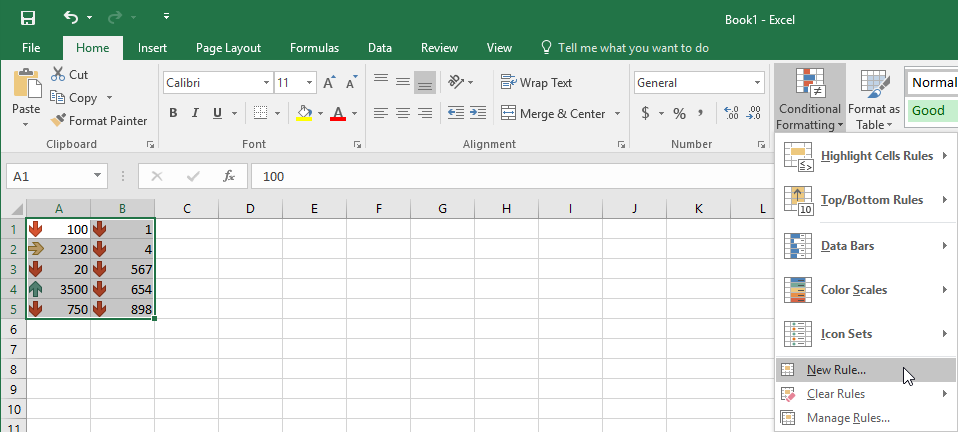 Book1 - Excel
File Home Insert Page Layout Formulas Data Review View Tell me what you want to do
Paste
Cut
Copy
Format Painter
Clipboard
Calibri 11 A A
B I U A
Font
Wrap Text
Merge & Center
Alignment
General
$ % , .00 .0
Number
Conditional Formatting
Format as Table
Normal
Good
A1 fx 100
A B C D E F G H I J K L
1 100 1
2 2300 4
3 20 567
4 3500 654
5 750 898
6
7
8
9
10
11
Highlight Cells Rules
10 Top/Bottom Rules
Data Bars
Color Scales
Icon Sets
New Rule...
Clear Rules
Manage Rules...